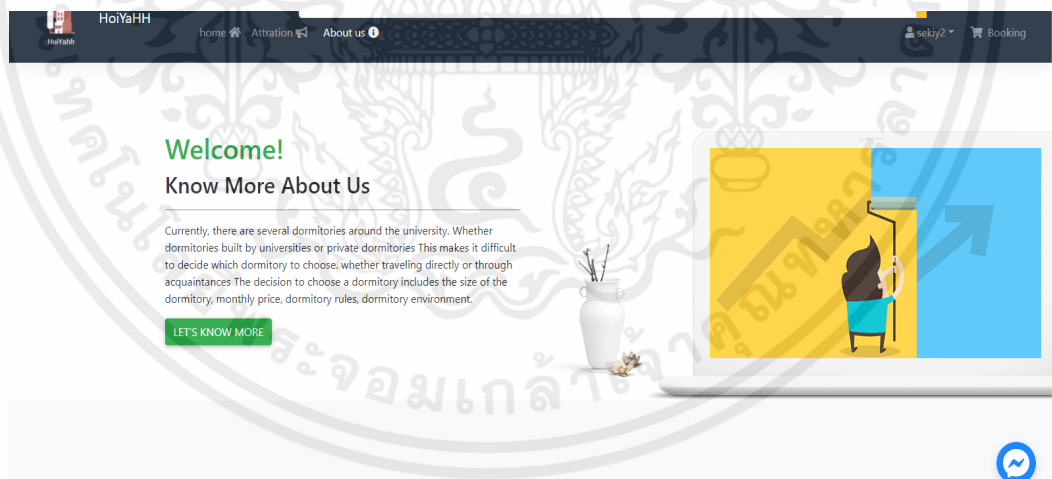 HoiYaHH
HoiYahh
home Attration About us
sekiy2 Booking
Welcome!
Know More About Us
Currently, there are several dormitories around the university. Whether
dormitories built by universities or private dormitories This makes it difficult
to decide which dormitory to choose, whether traveling directly or through
acquaintances The decision to choose a dormitory includes the size of the
dormitory, monthly price, dormitory rules, dormitory environment.
LET'S KNOW MORE